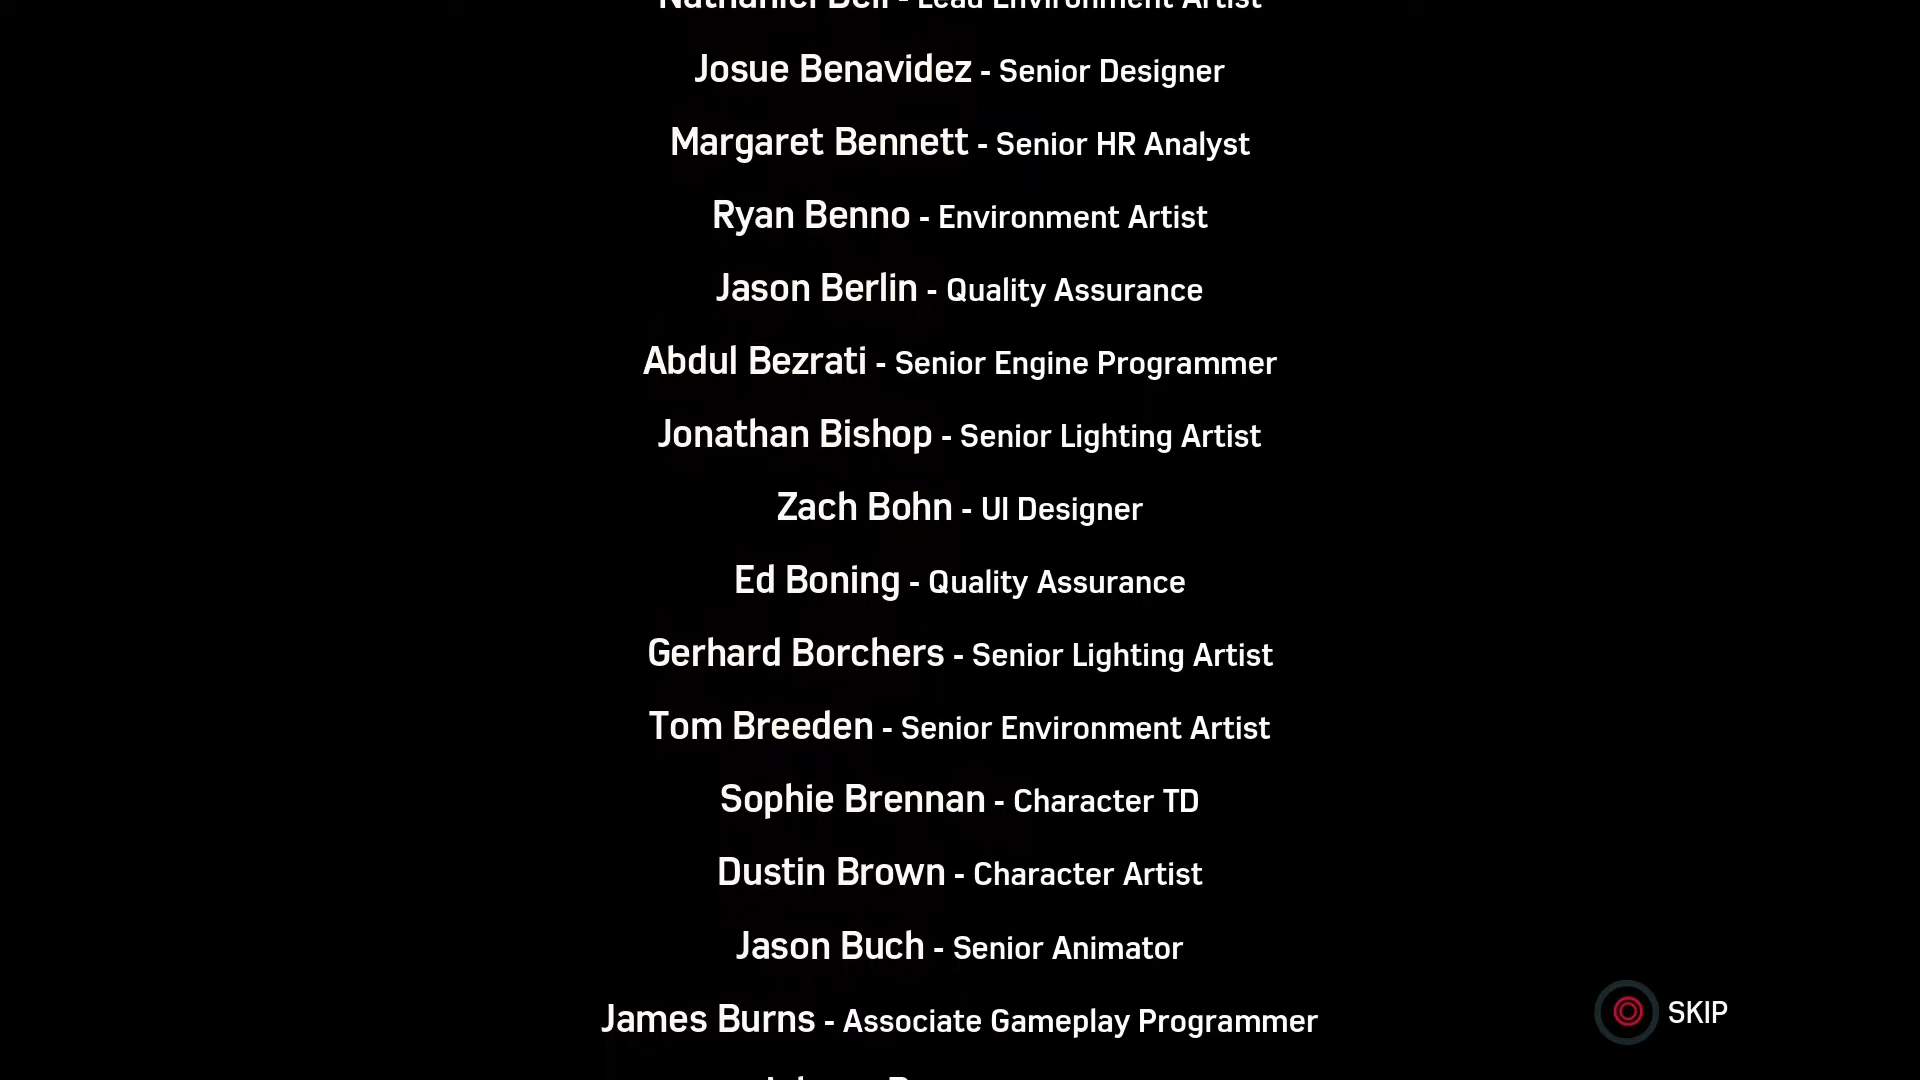 Nathaniel Bell - Lead Environment Artist
Josue Benavidez - Senior Designer
Margaret Bennett - Senior HR Analyst
Ryan Benno - Environment Artist
Jason Berlin - Quality Assurance
Abdul Bezrati - Senior Engine Programmer
Jonathan Bishop - Senior Lighting Artist
Zach Bohn - UI Designer
Ed Boning - Quality Assurance
Gerhard Borchers - Senior Lighting Artist
Tom Breeden - Senior Environment Artist
Sophie Brennan - Character TD
Dustin Brown - Character Artist
Jason Buch - Senior Animator
James Burns - Associate Gameplay Programmer
SKIP